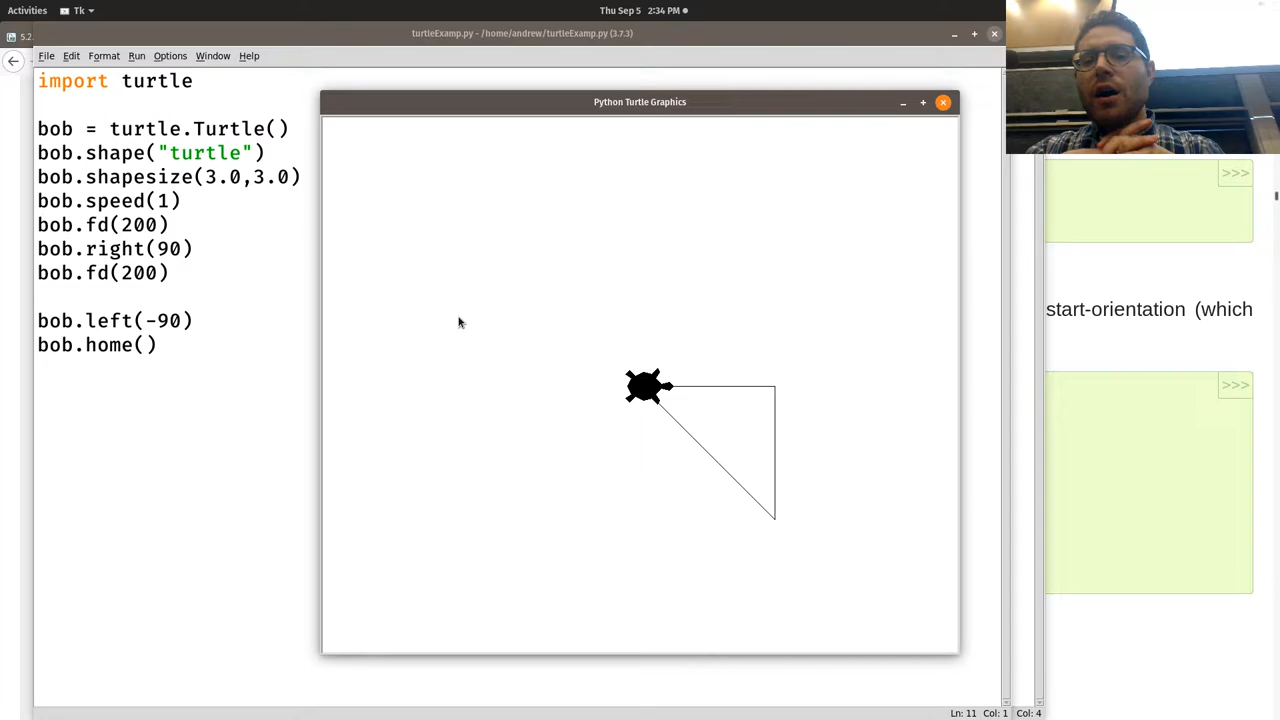 Activities
Tk
Thu Sep 5 2:34 PM
5.2.
turtleExamp.py - /home/andrew/turtleExamp.py (3.7.3)
File Edit Format Run Options Window Help
import turtle
bob = turtle.Turtle()
bob.shape("turtle")
bob.shapesize(3.0,3.0)
bob.speed(1)
bob.fd(200)
bob.right(90)
bob.fd(200)
bob.left(-90)
bob.home()
Python Turtle Graphics
>>>
start-orientation (which
>>>
Ln: 11 Col: 1
Col: 4